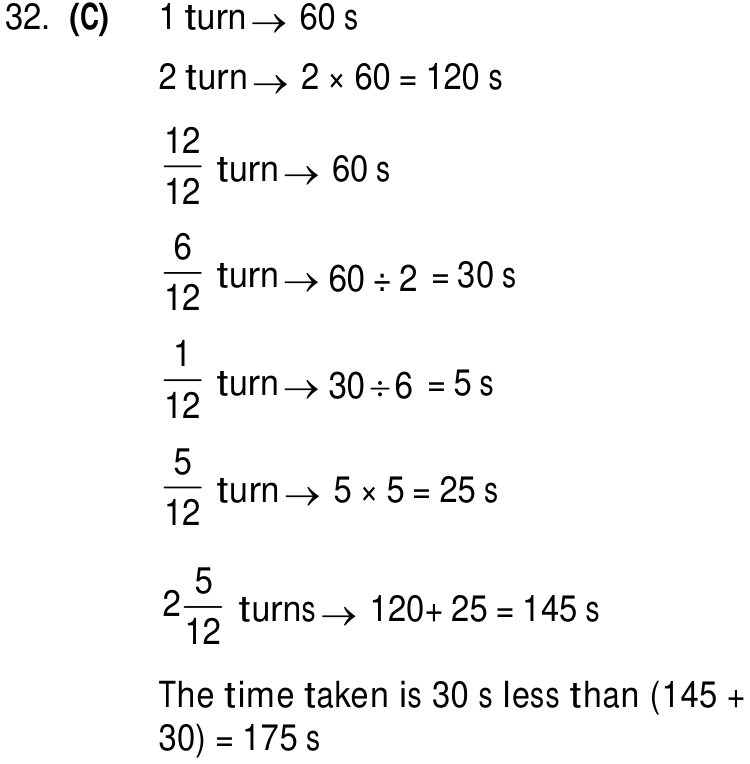 32. (C) 1 turn → 60 s
2 turn → 2 × 60 = 120 s
12/12 turn → 60 s
6/12 turn → 60 ÷ 2 = 30 s
1/12 turn → 30 ÷ 6 = 5 s
5/12 turn → 5 × 5 = 25 s
2 5/12 turns → 120+ 25 = 145 s
The time taken is 30 s less than (145 +
30) = 175 s